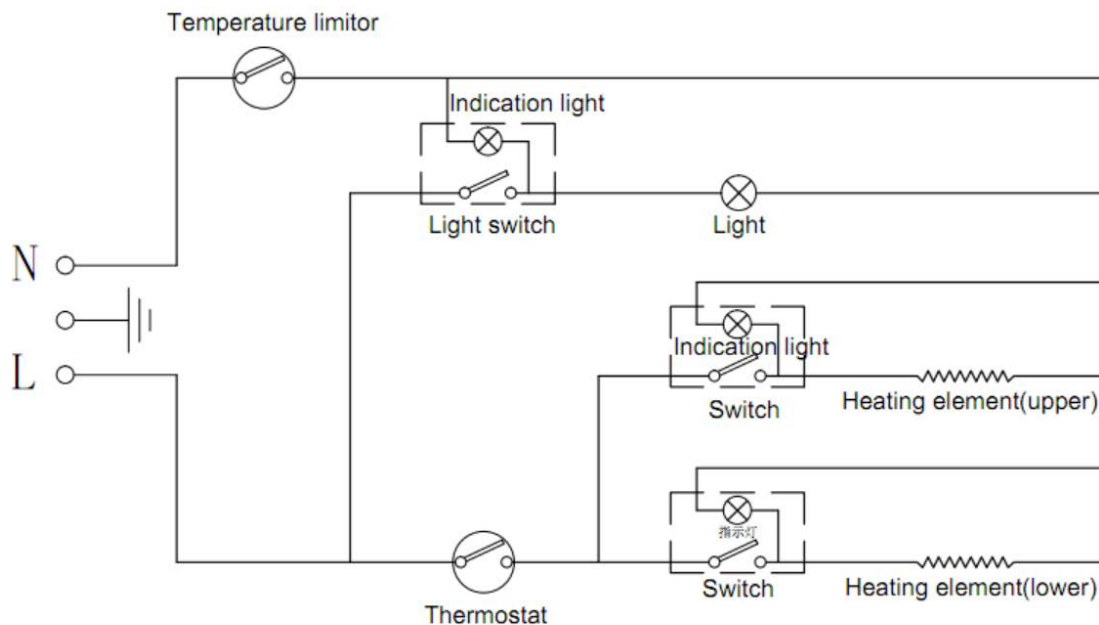 Temperature limitor
Indication light
Light switch
Light
N
L
Indication light
Switch
Heating element(upper)
指示灯
Switch
Heating element(lower)
Thermostat